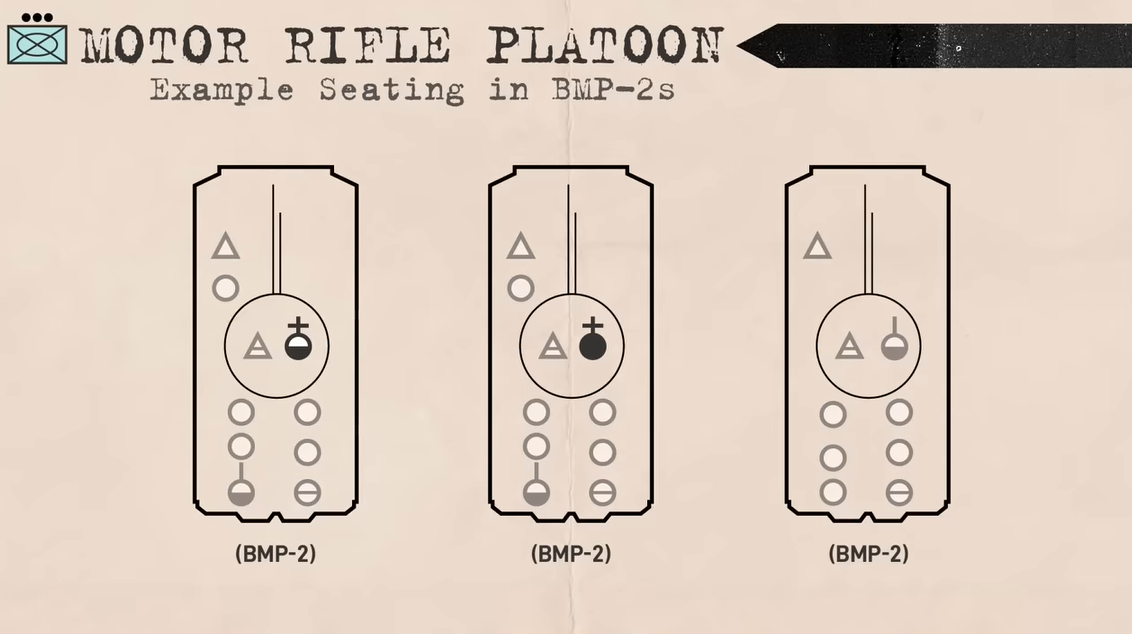 MOTOR RIFLE PLATOON
Example Seating in BMP-2s
(BMP-2)
(BMP-2)
(BMP-2)